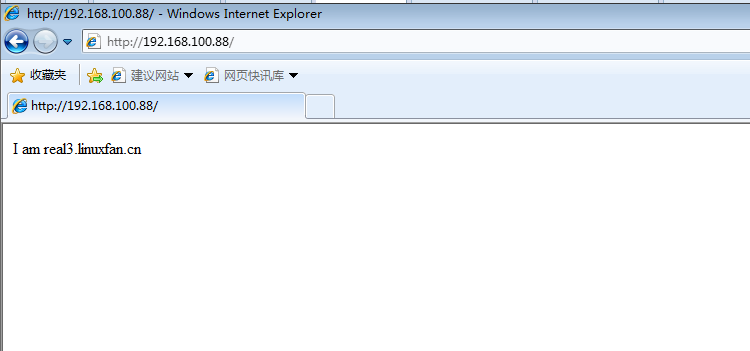 http://192.168.100.88/ - Windows Internet Explorer
http://192.168.100.88/
收藏夹 建议网站 网页快讯库
http://192.168.100.88/
I am real3.linuxfan.cn